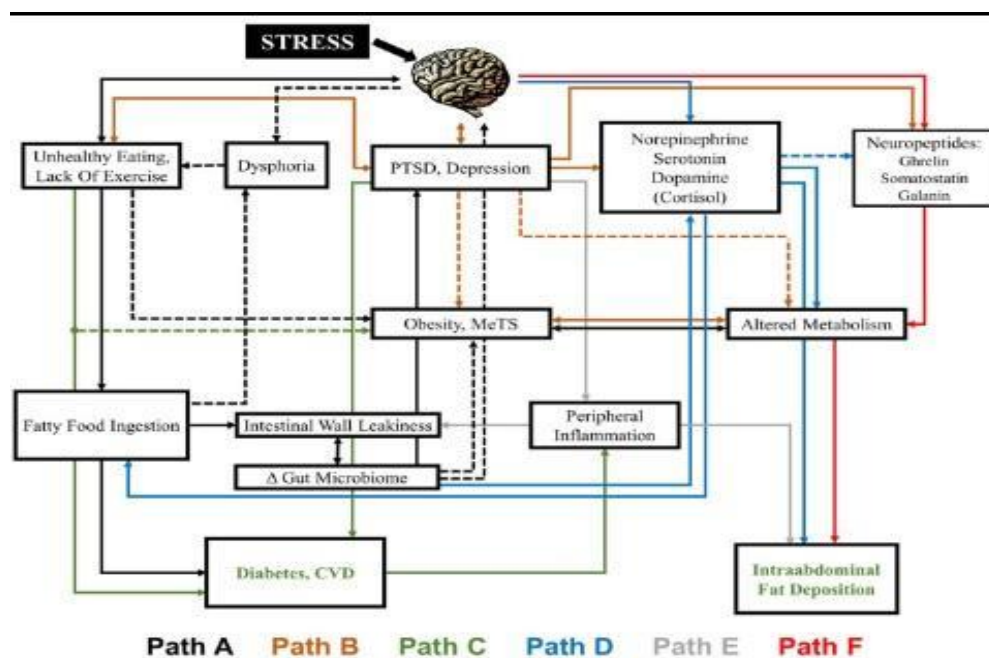 STRESS
Unhealthy Eating,
Lack Of Exercise
Dysphoria
PTSD, Depression
Norepinephrine
Serotonin
Dopamine
(Cortisol)
Neuropeptides:
Ghrelin
Somatostatin
Galanin
Obesity, MeTS
Altered Metabolism
Fatty Food Ingestion
Intestinal Wall Leakiness
Peripheral
Inflammation
Δ Gut Microbiome
Diabetes, CVD
Intraabdominal
Fat Deposition
Path A Path B Path C Path D Path E Path F